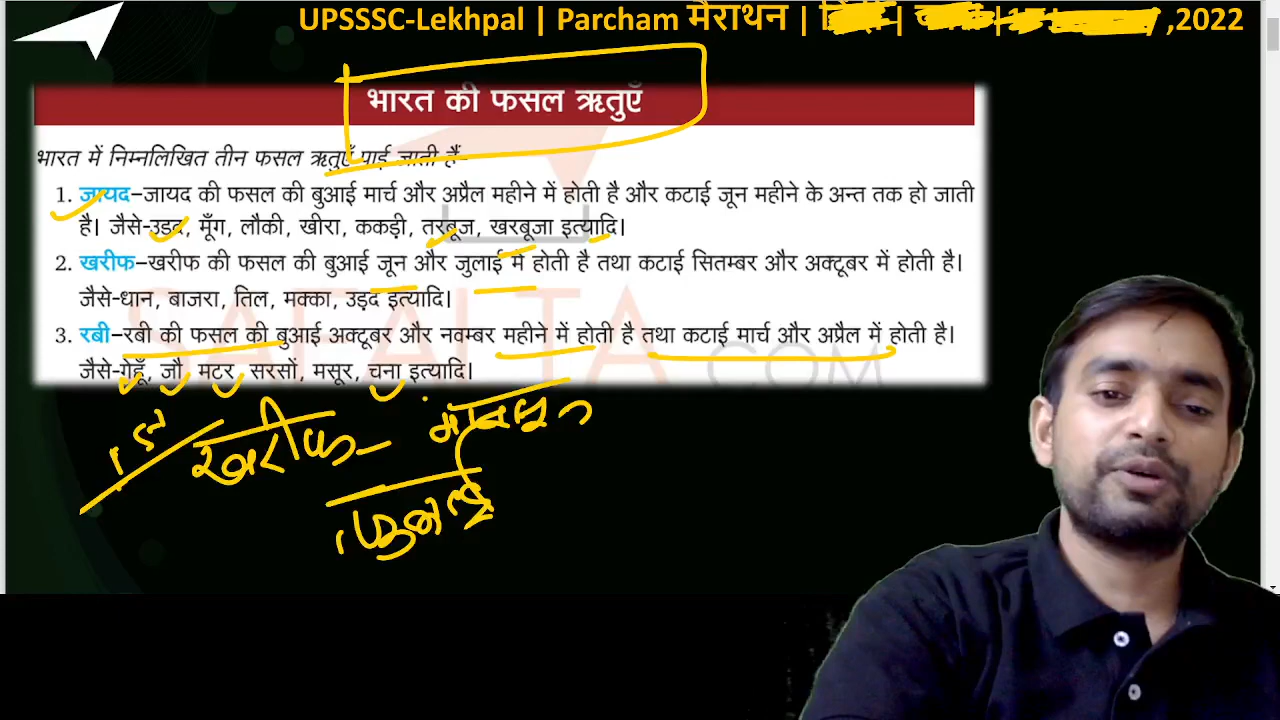 UPSSSC-Lekhpal | Parcham मैराथन | | | ,2022
भारत की फसल ऋतुएँ
भारत में निम्नलिखित तीन फसल ऋतुएँ पाई जाती हैं-
1. जायद–जायद की फसल की बुआई मार्च और अप्रैल महीने में होती है और कटाई जून महीने के अन्त तक हो जाती
है। जैसे-उड़द, मूँग, लौकी, खीरा, ककड़ी, तरबूज, खरबूजा इत्यादि।
2. खरीफ–खरीफ की फसल की बुआई जून और जुलाई में होती है तथा कटाई सितम्बर और अक्टूबर में होती है।
जैसे-धान, बाजरा, तिल, मक्का, उड़द इत्यादि।
3. रबी–रबी की फसल की बुआई अक्टूबर और नवम्बर महीने में होती है तथा कटाई मार्च और अप्रैल में होती है।
जैसे-गेहूँ, जौ, मटर, सरसों, मसूर, चना इत्यादि।
SAFALTA.COM
खरीफ–